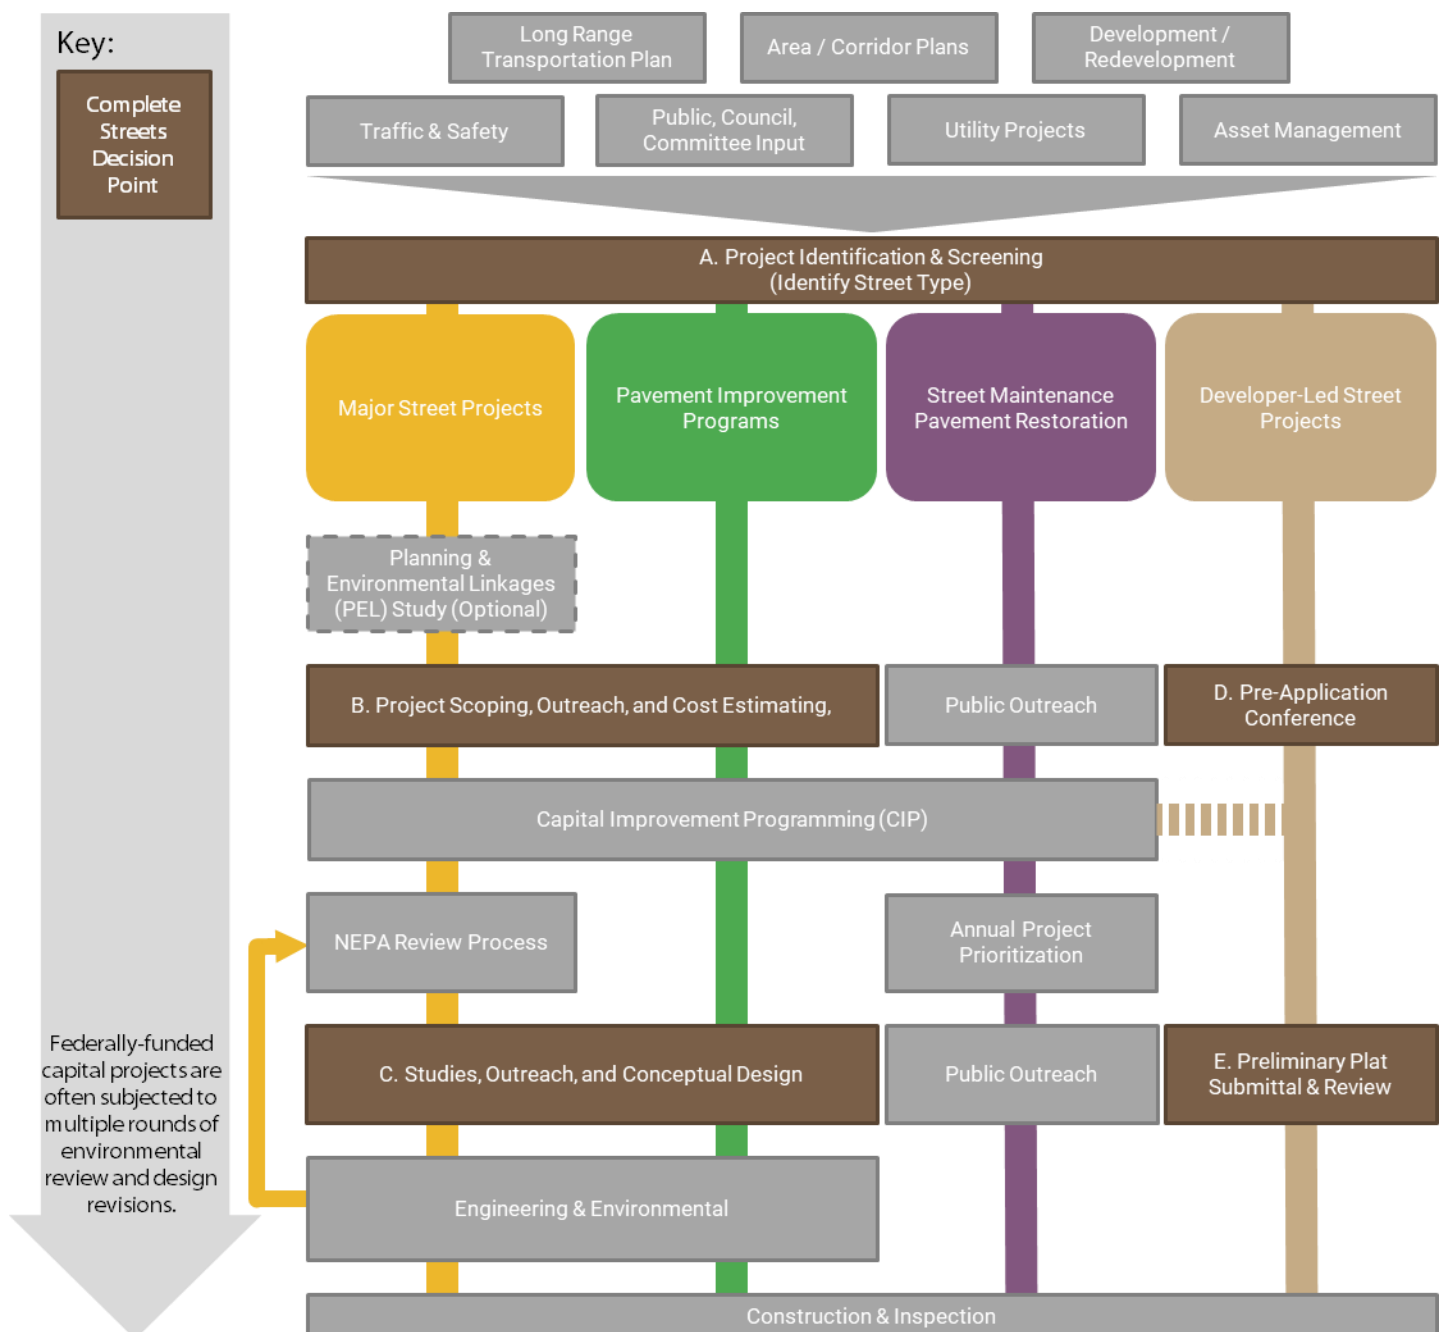 Key:
Complete
Streets
Decision
Point
Long Range
Transportation Plan
Area / Corridor Plans
Development /
Redevelopment
Traffic & Safety
Public, Council,
Committee Input
Utility Projects
Asset Management
A. Project Identification & Screening
(Identify Street Type)
Major Street Projects
Pavement Improvement
Programs
Street Maintenance
Pavement Restoration
Developer-Led Street
Projects
Planning &
Environmental Linkages
(PEL) Study (Optional)
B. Project Scoping, Outreach, and Cost Estimating,
Public Outreach
D. Pre-Application
Conference
Capital Improvement Programming (CIP)
NEPA Review Process
Annual Project
Prioritization
Federally-funded
capital projects are
often subjected to
multiple rounds of
environmental
review and design
revisions.
C. Studies, Outreach, and Conceptual Design
Public Outreach
E. Preliminary Plat
Submittal & Review
Engineering & Environmental
Construction & Inspection